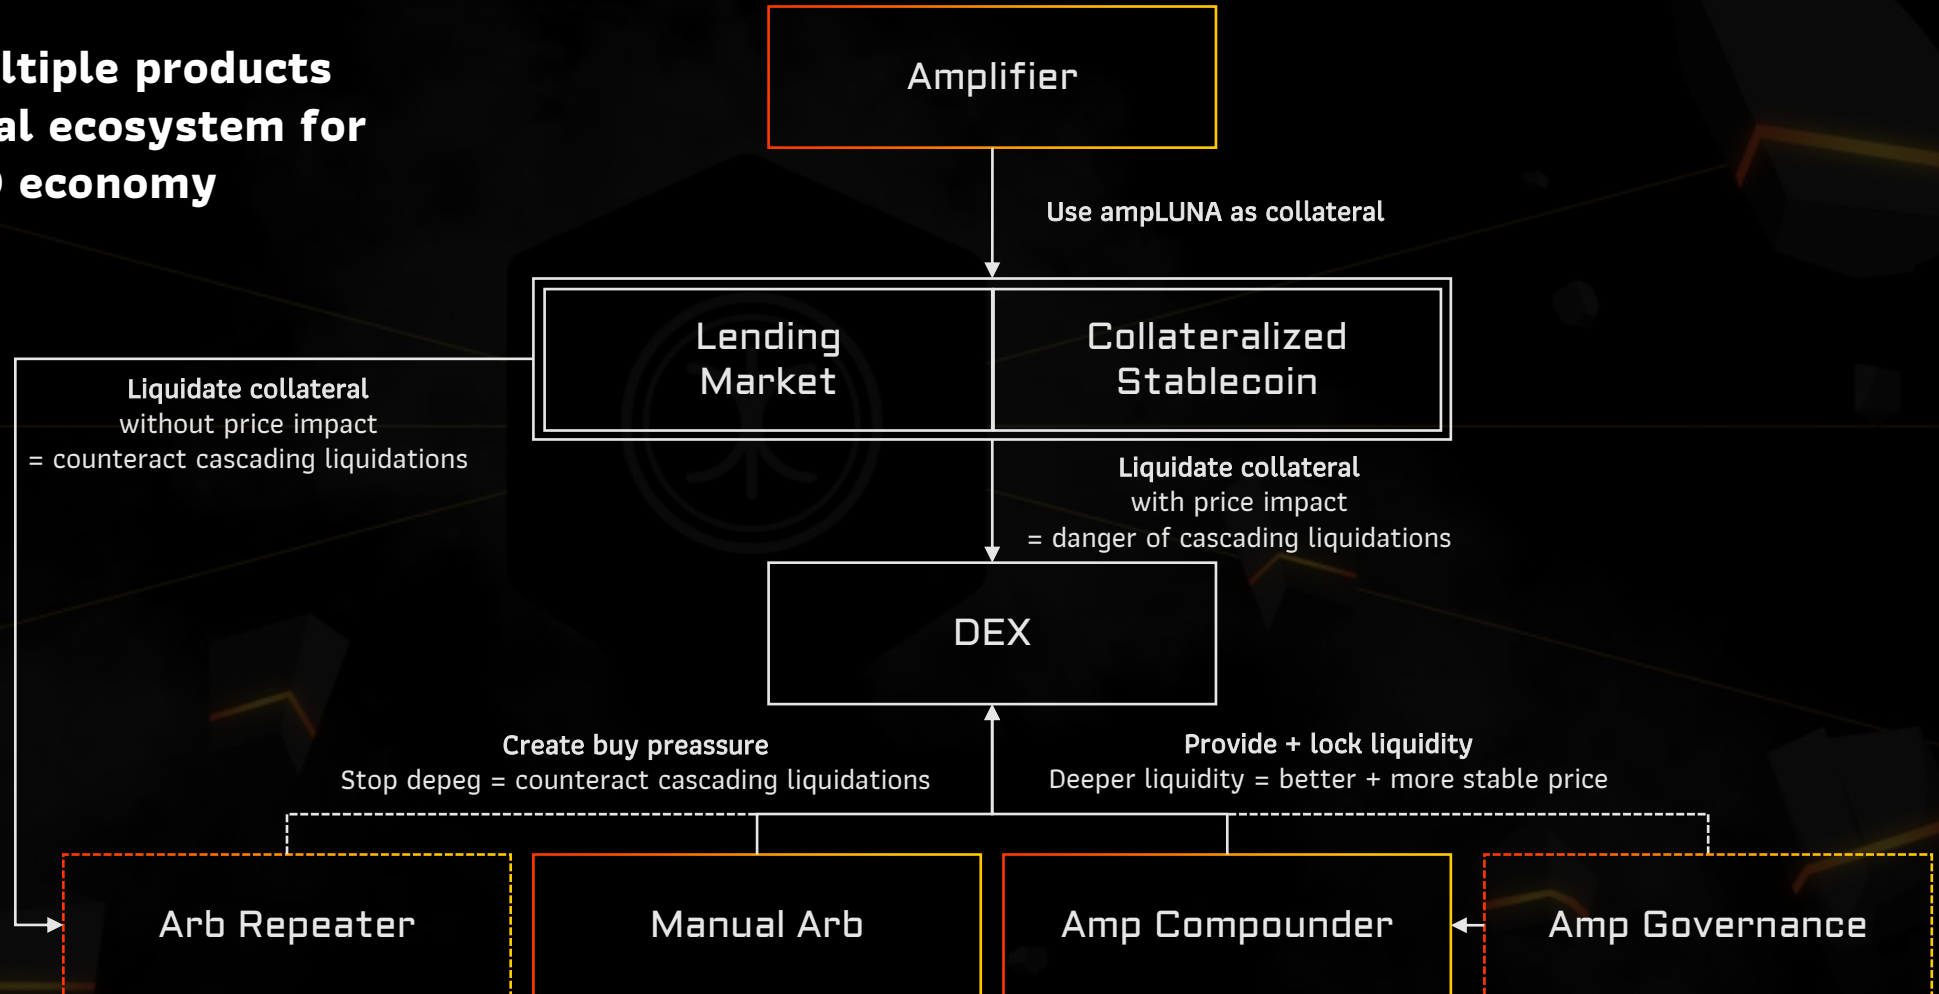 ltiple products
al ecosystem for
economy
Amplifier
Use ampLUNA as collateral
Lending
Market
Collateralized
Stablecoin
Liquidate collateral
without price impact
= counteract cascading liquidations
Liquidate collateral
with price impact
= danger of cascading liquidations
DEX
Create buy preassure
Stop depeg = counteract cascading liquidations
Provide + lock liquidity
Deeper liquidity = better + more stable price
Arb Repeater
Manual Arb
Amp Compounder
Amp Governance